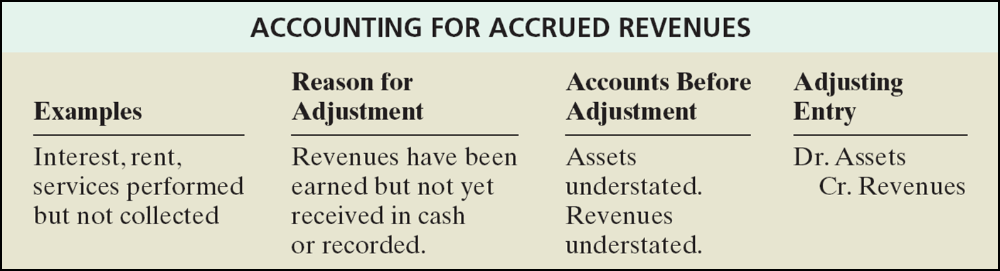 ACCOUNTING FOR ACCRUED REVENUES
Examples
Reason for
Adjustment
Accounts Before
Adjustment
Adjusting
Entry
Interest, rent,
services performed
but not collected
Revenues have been
earned but not yet
received in cash
or recorded.
Assets
understated.
Revenues
understated.
Dr. Assets
Cr. Revenues